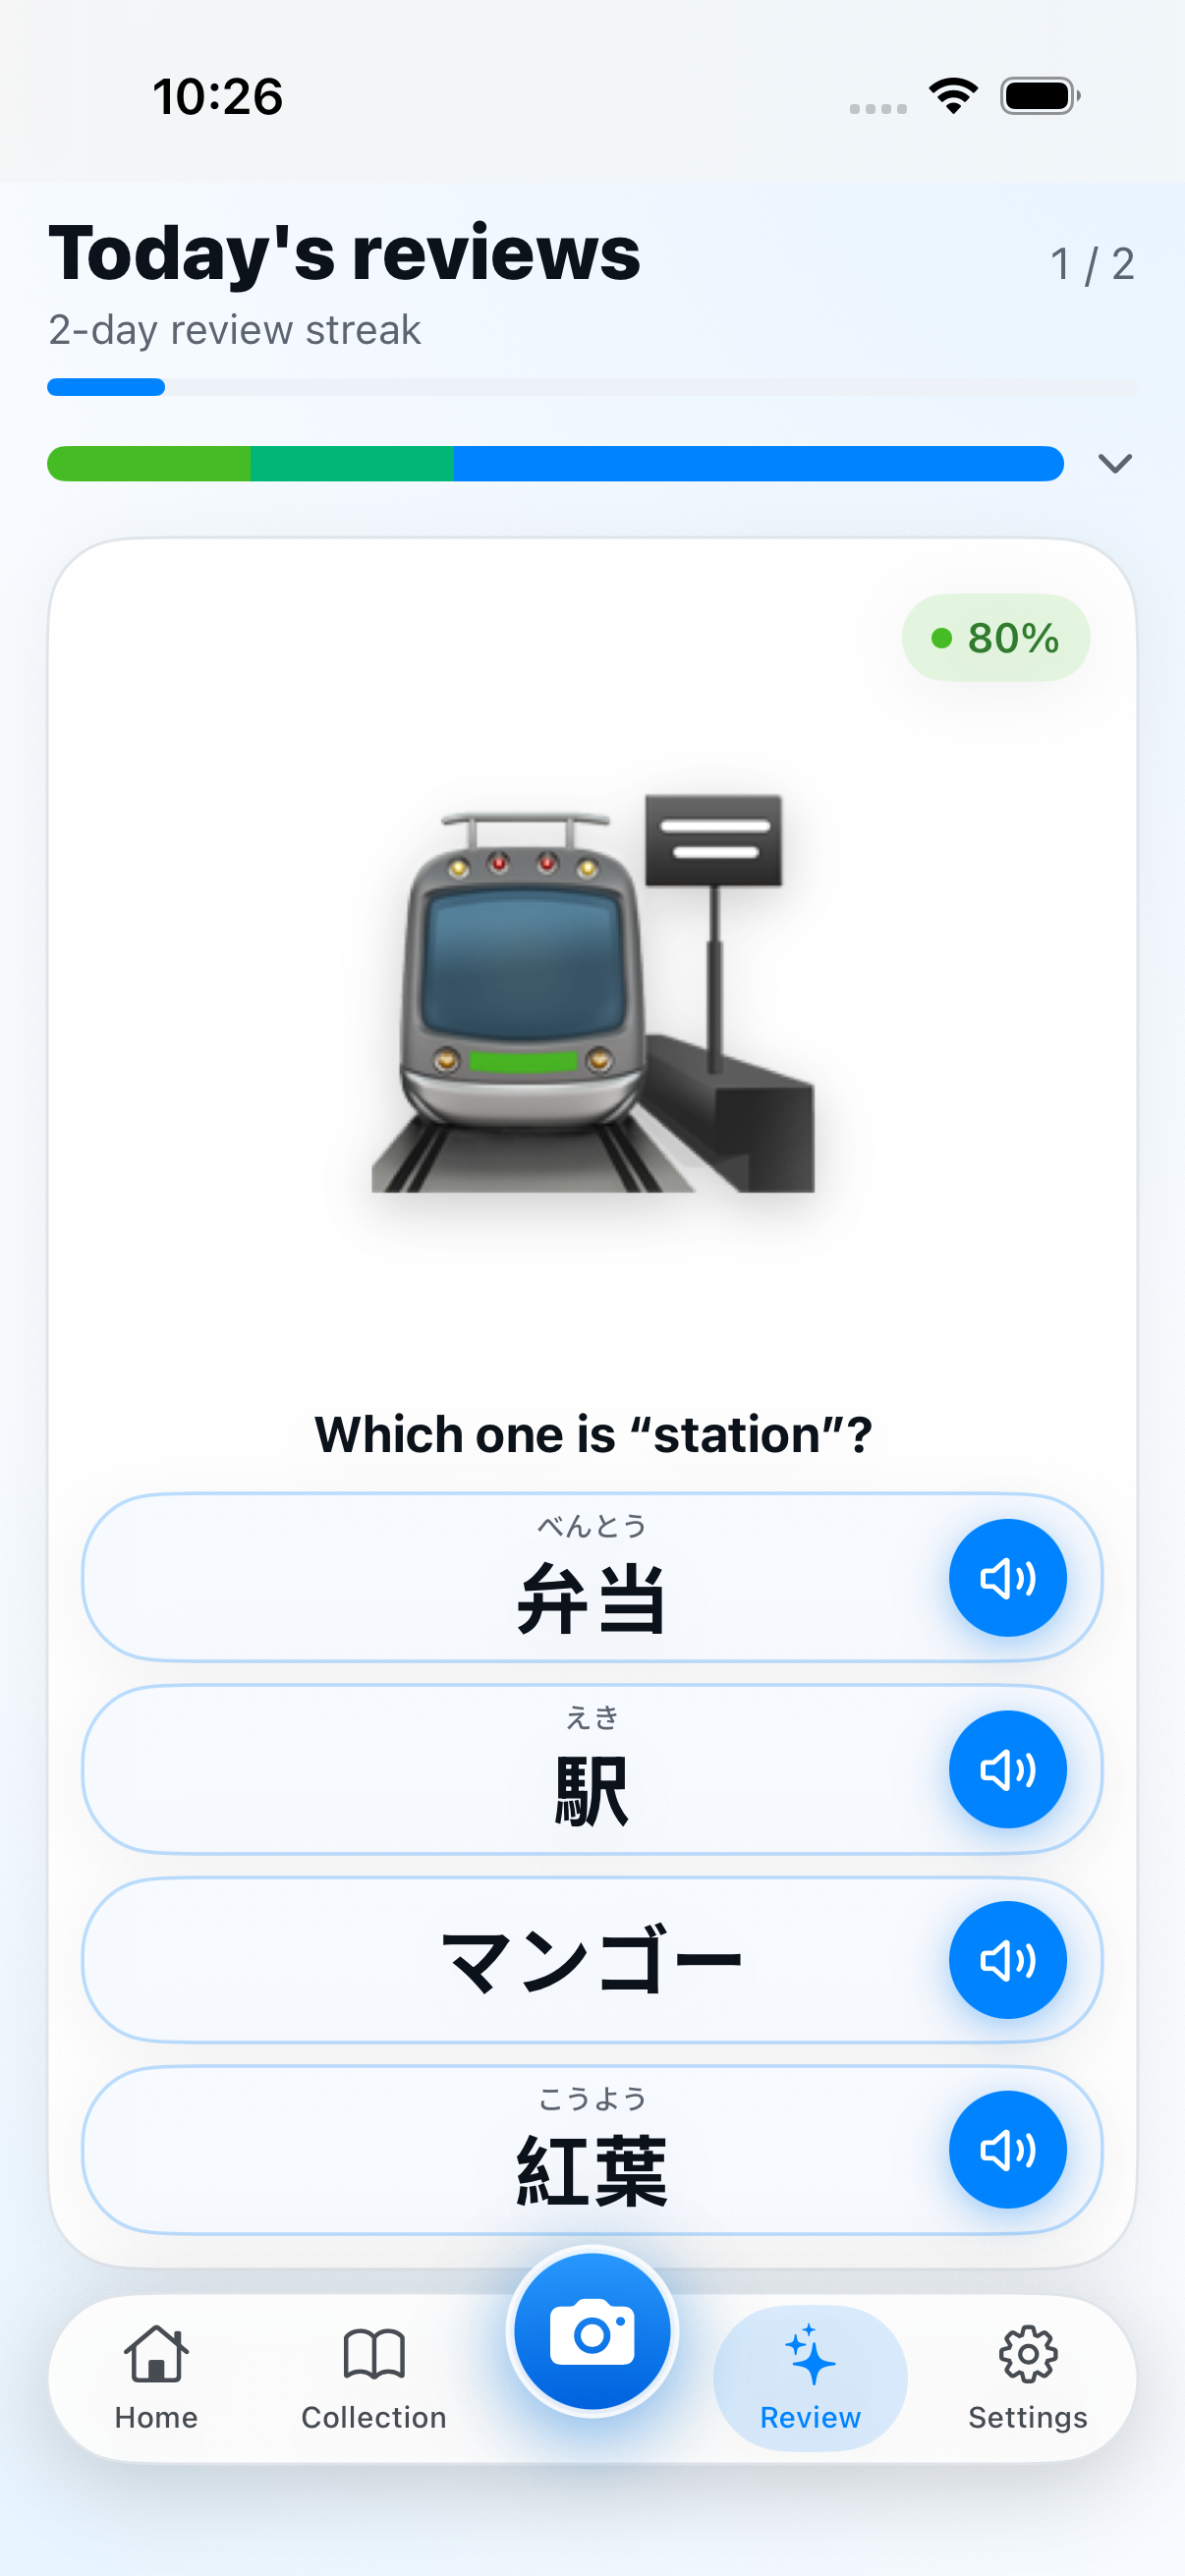 10:26
Today's reviews
1 / 2
2-day review streak
80%
Which one is “station”?
べんとう
弁当
えき
駅
マンゴー
こうよう
紅葉
Home
Collection
Review
Settings